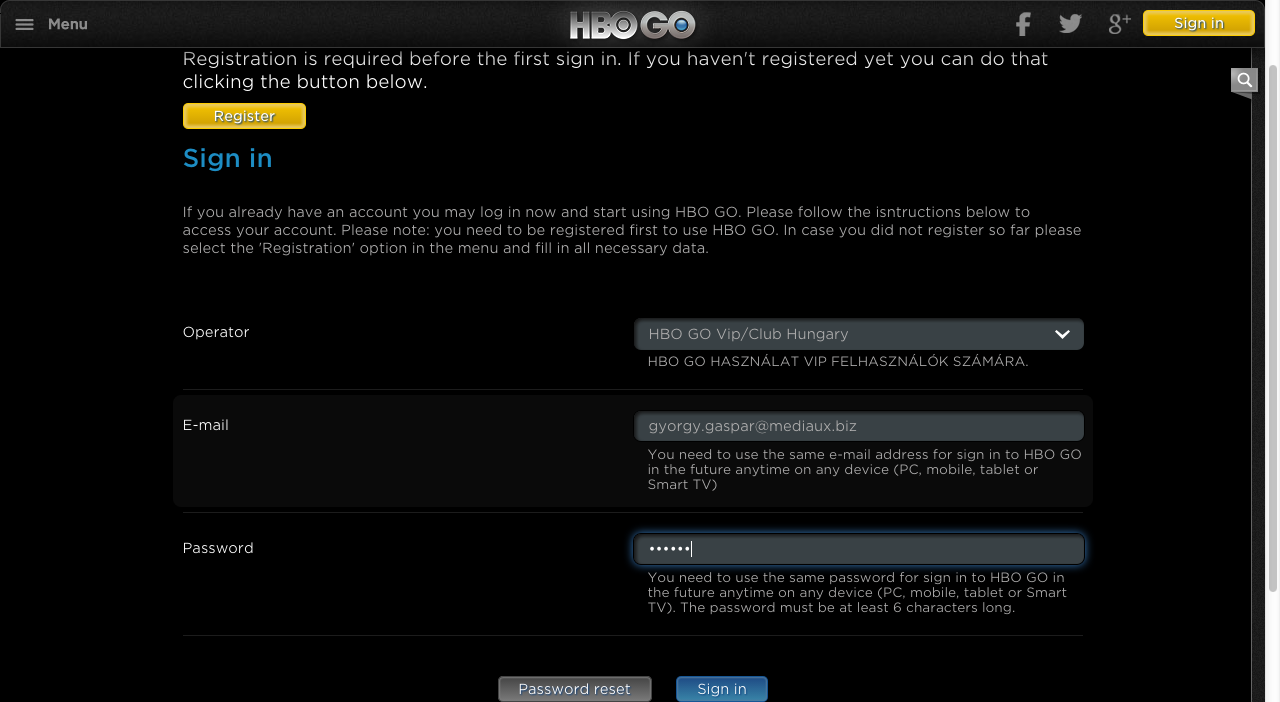 Menu
HBO GO
8+
Sign in
Registration is required before the first sign in. If you haven't registered yet you can do that
clicking the button below.
Register
Sign in
If you already have an account you may log in now and start using HBO GO. Please follow the isntructions below to
access your account. Please note: you need to be registered first to use HBO GO. In case you did not register so far please
select the 'Registration' option in the menu and fill in all necessary data.
Operator
HBO GO Vip/Club Hungary
HBO GO HASZNÁLAT VIP FELHASZNÁLÓK SZÁMÁRA.
E-mail
gyorgy.gaspar@mediaux.biz
You need to use the same e-mail address for sign in to HBO GO
in the future anytime on any device (PC, mobile, tablet or
Smart TV)
Password
••••••
You need to use the same password for sign in to HBO GO in
the future anytime on any device (PC, mobile, tablet or Smart
TV). The password must be at least 6 characters long.
Password reset
Sign in